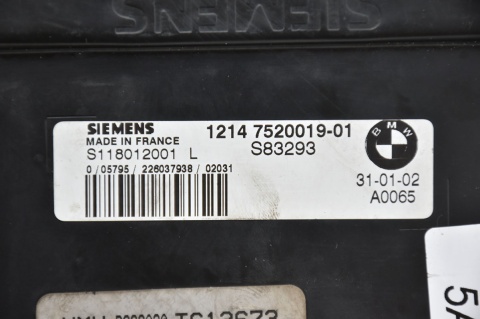 SIEMENS
SIEMENS 1214 7520019-01
MADE IN FRANCE
S118012001 L S83293
BMW
0 / 05795 / 226037938 / 02031
31-01-02
A0065
5A